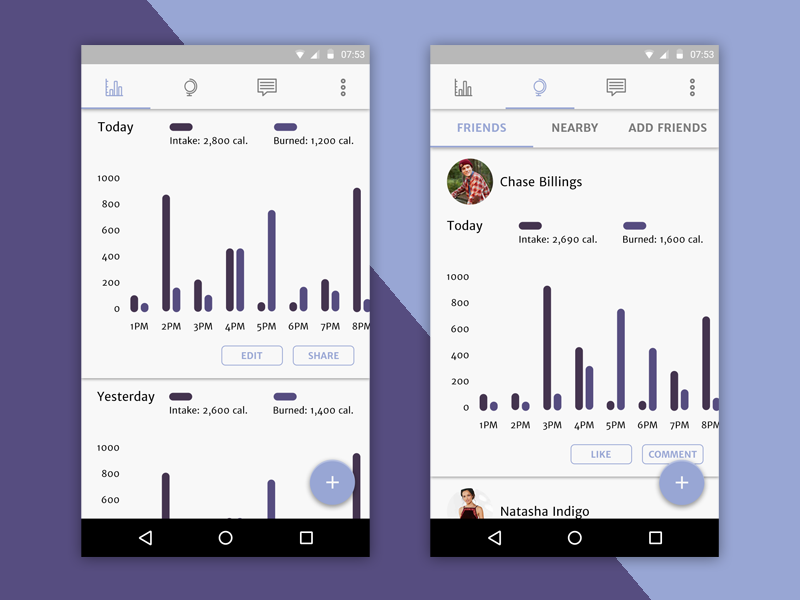 07:53
Today
Intake: 2,800 cal. Burned: 1,200 cal.
1000
800
600
400
200
0
1PM 2PM 3PM 4PM 5PM 6PM 7PM 8PM
EDIT SHARE
Yesterday
Intake: 2,600 cal. Burned: 1,400 cal.
1000
800
600
+
07:53
FRIENDS NEARBY ADD FRIENDS
Chase Billings
Today
Intake: 2,690 cal. Burned: 1,600 cal.
1000
800
600
400
200
0
1PM 2PM 3PM 4PM 5PM 6PM 7PM 8PM
LIKE COMMENT
+
Natasha Indigo